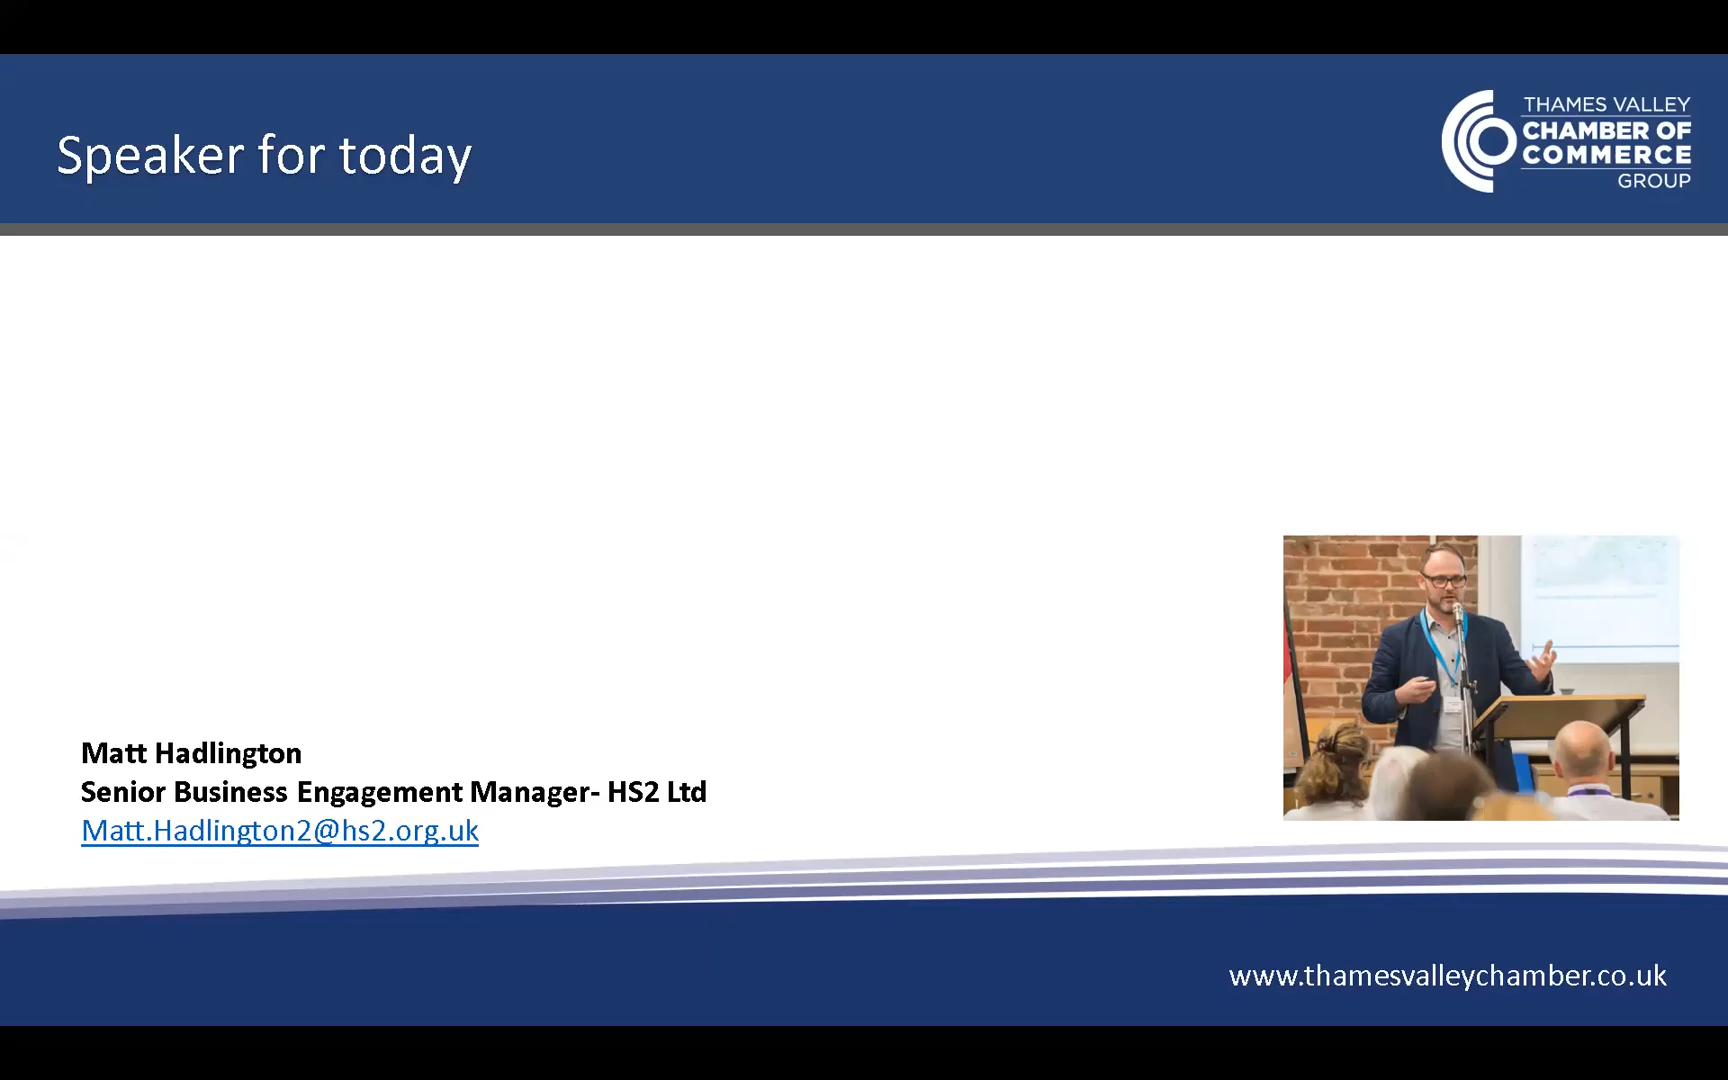 Speaker for today
THAMES VALLEY
CHAMBER OF
COMMERCE
GROUP
Matt Hadlington
Senior Business Engagement Manager- HS2 Ltd
Matt.Hadlington2@hs2.org.uk
www.thamesvalleychamber.co.uk